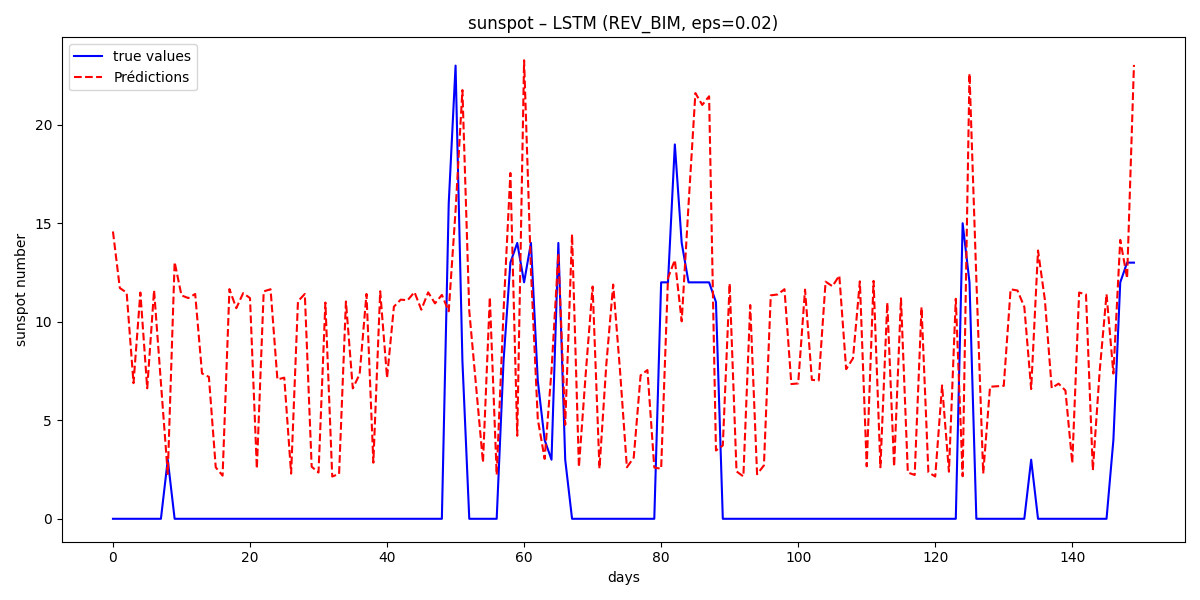 sunspot – LSTM (REV_BIM, eps=0.02)
true values
Prédictions
sunspot number
20
15
10
5
0
0 20 40 60 80 100 120 140
days